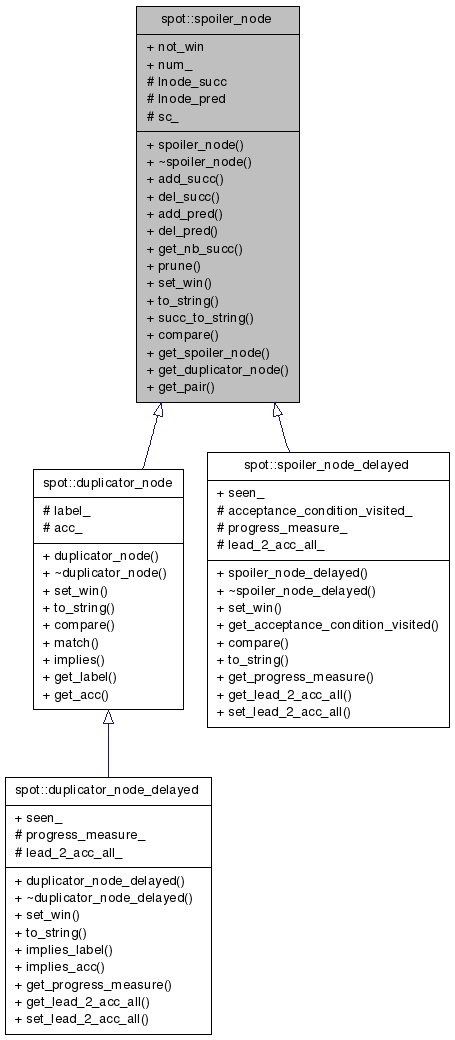 spot::spoiler_node
+ not_win
+ num_
# lnode_succ
# lnode_pred
# sc_
+ spoiler_node()
+ ~spoiler_node()
+ add_succ()
+ del_succ()
+ add_pred()
+ del_pred()
+ get_nb_succ()
+ prune()
+ set_win()
+ to_string()
+ succ_to_string()
+ compare()
+ get_spoiler_node()
+ get_duplicator_node()
+ get_pair()
spot::duplicator_node
# label_
# acc_
+ duplicator_node()
+ ~duplicator_node()
+ set_win()
+ to_string()
+ compare()
+ match()
+ implies()
+ get_label()
+ get_acc()
spot::spoiler_node_delayed
+ seen_
# acceptance_condition_visited_
# progress_measure_
# lead_2_acc_all_
+ spoiler_node_delayed()
+ ~spoiler_node_delayed()
+ set_win()
+ get_acceptance_condition_visited()
+ compare()
+ to_string()
+ get_progress_measure()
+ get_lead_2_acc_all()
+ set_lead_2_acc_all()
spot::duplicator_node_delayed
+ seen_
# progress_measure_
# lead_2_acc_all_
+ duplicator_node_delayed()
+ ~duplicator_node_delayed()
+ set_win()
+ to_string()
+ implies_label()
+ implies_acc()
+ get_progress_measure()
+ get_lead_2_acc_all()
+ set_lead_2_acc_all()